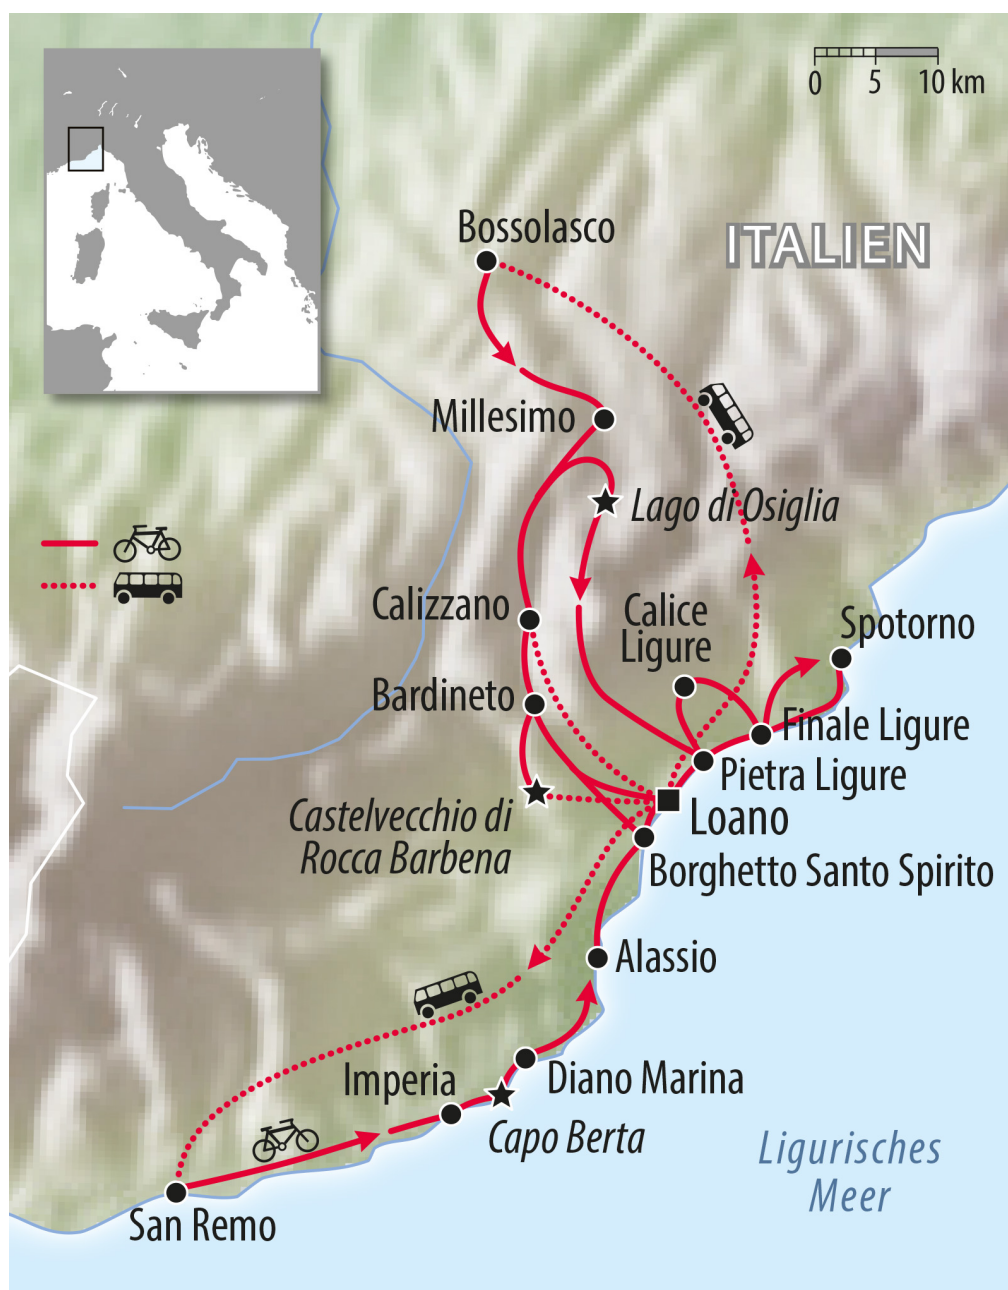 0 5 10 km
Bossolasco
ITALIEN
Millesimo
Lago di Osiglia
Calizzano
Calice
Ligure
Spotorno
Bardineto
Finale Ligure
Pietra Ligure
Castelvecchio di
Rocca Barbena
Loano
Borghetto Santo Spirito
Alassio
Imperia
Diano Marina
Capo Berta
Ligurisches
Meer
San Remo